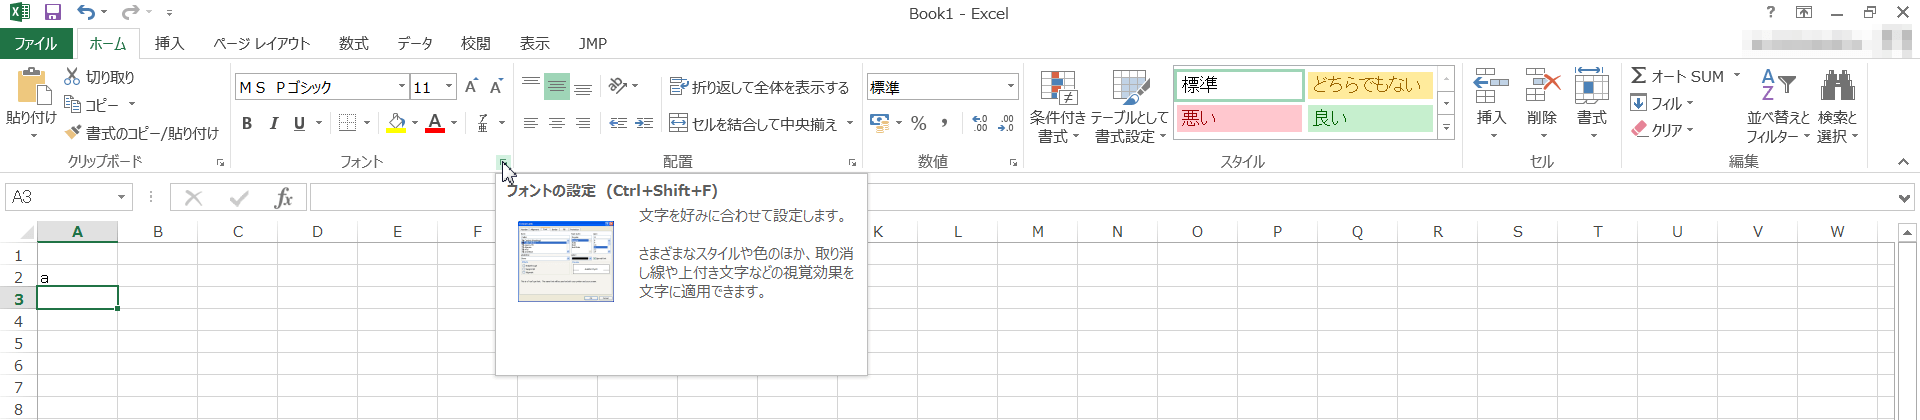 Book1 - Excel
?
ファイル ホーム 挿入 ページ レイアウト 数式 データ 校閲 表示 JMP
貼り付け
切り取り
コピー
書式のコピー/貼り付け
クリップボード
ＭＳ Ｐゴシック 11 A A
B I U A 亜
フォント
折り返して全体を表示する
セルを結合して中央揃え
配置
標準
% , .0 .00 .00 .0
数値
条件付き
書式
テーブルとして
書式設定
標準 どちらでもない
悪い 良い
スタイル
挿入 削除 書式
セル
Σ オート SUM
フィル
クリア
A
Z
並べ替えと
フィルター
検索と
選択
編集
A3 fx
フォントの設定 (Ctrl+Shift+F)
文字を好みに合わせて設定します。
さまざまなスタイルや色のほか、取り消
し線や上付き文字などの視覚効果を
文字に適用できます。
A B C D E F K L M N O P Q R S T U V W
1
2 a
3
4
5
6
7
8